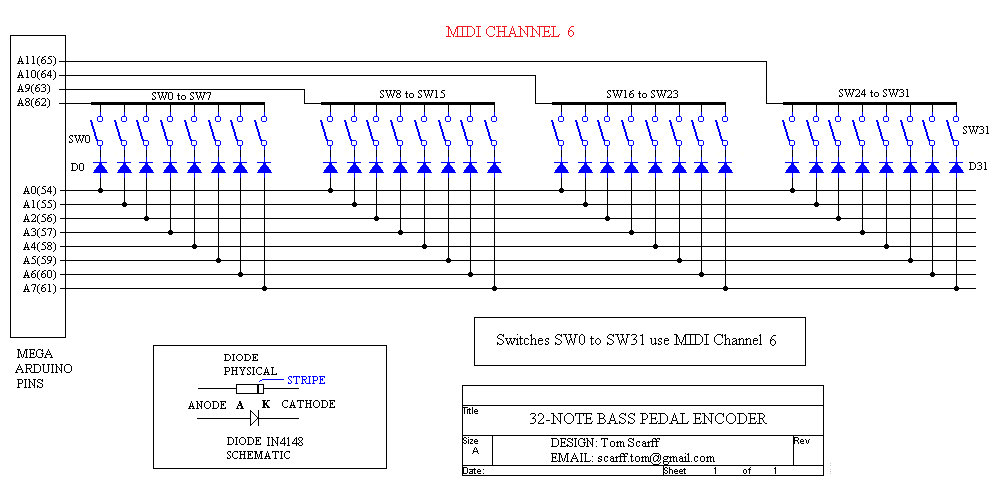 MIDI CHANNEL 6
A11(65)
A10(64)
A9(63)
A8(62)
SW0 to SW7
SW8 to SW15
SW16 to SW23
SW24 to SW31
SW0
SW31
D0
D31
A0(54)
A1(55)
A2(56)
A3(57)
A4(58)
A5(59)
A6(60)
A7(61)
MEGA
ARDUINO
PINS
Switches SW0 to SW31 use MIDI Channel 6
DIODE
PHYSICAL
STRIPE
ANODE A K CATHODE
DIODE IN4148
SCHEMATIC
Title
32-NOTE BASS PEDAL ENCODER
Size
A
DESIGN: Tom Scarff
EMAIL: scarff.tom@gmail.com
Rev
Date:
Sheet 1 of 1